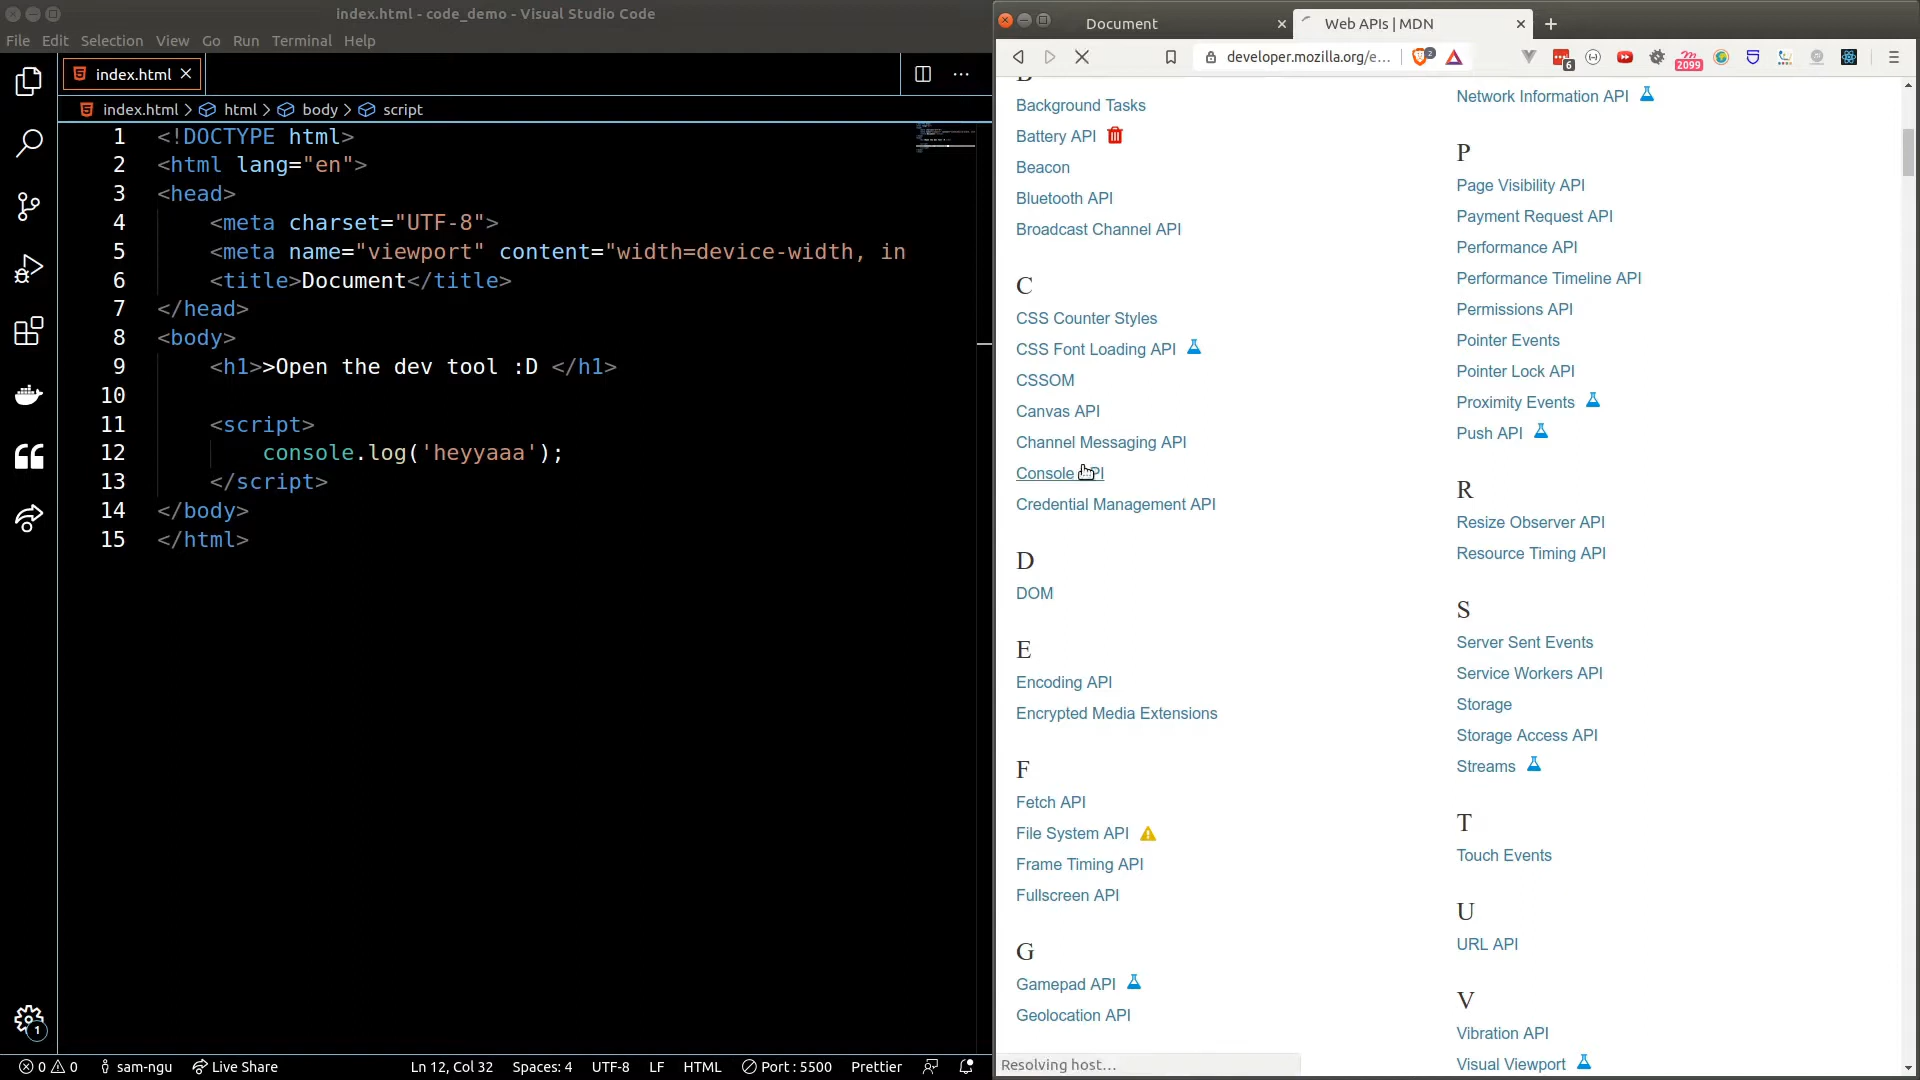 index.html - code_demo - Visual Studio Code
File Edit Selection View Go Run Terminal Help
index.html
index.html > html > body > script
1 <!DOCTYPE html>
2 <html lang="en">
3 <head>
4 <meta charset="UTF-8">
5 <meta name="viewport" content="width=device-width, in
6 <title>Document</title>
7 </head>
8 <body>
9 <h1>>Open the dev tool :D </h1>
10
11 <script>
12 console.log('heyyaaa');
13 </script>
14 </body>
15 </html>
1
0 0 sam-ngu Live Share Ln 12, Col 32 Spaces: 4 UTF-8 LF HTML Port : 5500 Prettier
Document
Web APIs | MDN
developer.mozilla.org/e...
2
6
2099
Background Tasks
Battery API
Beacon
Bluetooth API
Broadcast Channel API
C
CSS Counter Styles
CSS Font Loading API
CSSOM
Canvas API
Channel Messaging API
Console API
Credential Management API
D
DOM
E
Encoding API
Encrypted Media Extensions
F
Fetch API
File System API
Frame Timing API
Fullscreen API
G
Gamepad API
Geolocation API
Network Information API
P
Page Visibility API
Payment Request API
Performance API
Performance Timeline API
Permissions API
Pointer Events
Pointer Lock API
Proximity Events
Push API
R
Resize Observer API
Resource Timing API
S
Server Sent Events
Service Workers API
Storage
Storage Access API
Streams
T
Touch Events
U
URL API
V
Vibration API
Visual Viewport
Resolving host…